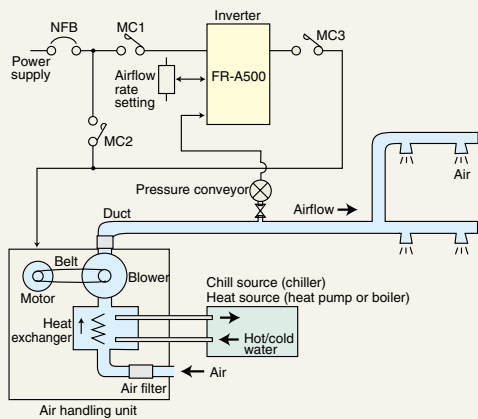 Inverter
NFB
MC1
MC3
Power
supply
Airflow
rate
setting
FR-A500
MC2
Air
Pressure conveyor
Airflow
Duct
Belt
Blower
Motor
Chill source (chiller)
Heat source (heat pump or boiler)
Heat
exchanger
Hot/cold
water
Air
Air filter
Air handling unit